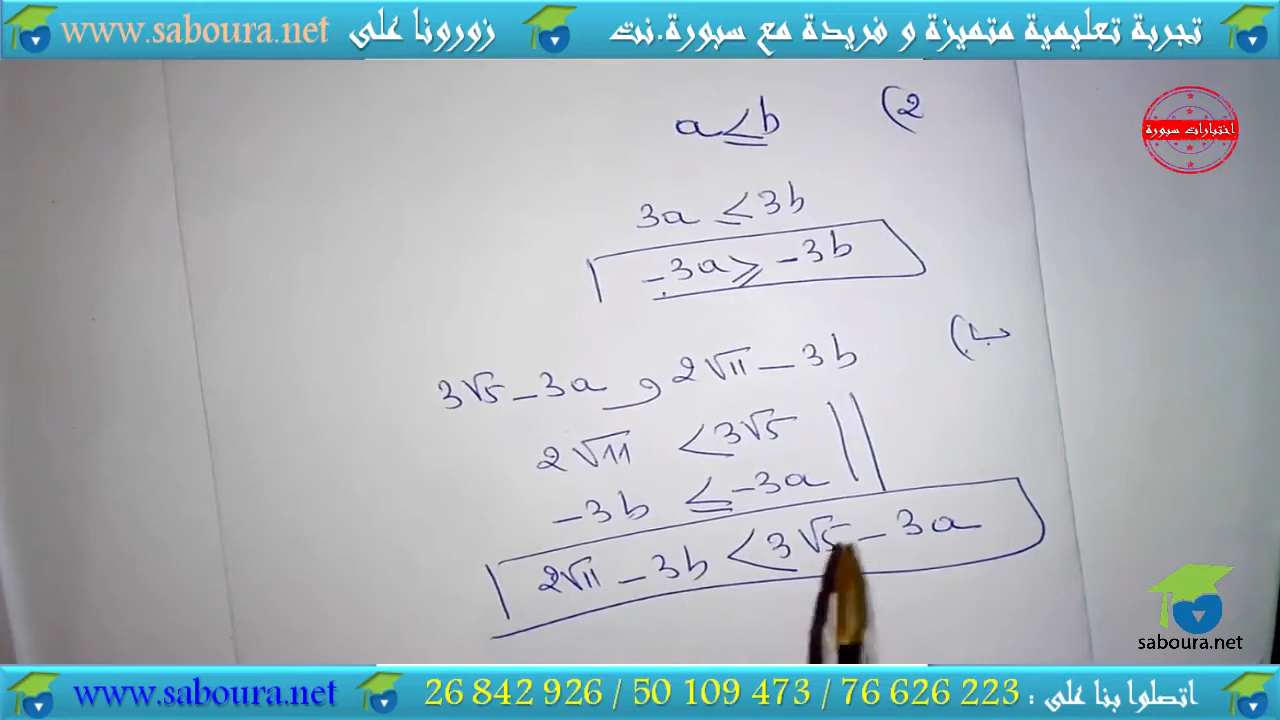 تجربة تعليمية متميزة و فريدة مع سبورة.نت زورونا على www.saboura.net
اختبارات سبورة
2) a ≤ b
3a ≤ 3b
-3a ≥ -3b
ب) 3√5 - 3a و 2√11 - 3b
2√11 < 3√5
-3b ≤ -3a
2√11 - 3b < 3√5 - 3a
saboura.net
اتصلوا بنا على : 26 842 926 / 50 109 473 / 76 626 223 www.saboura.net